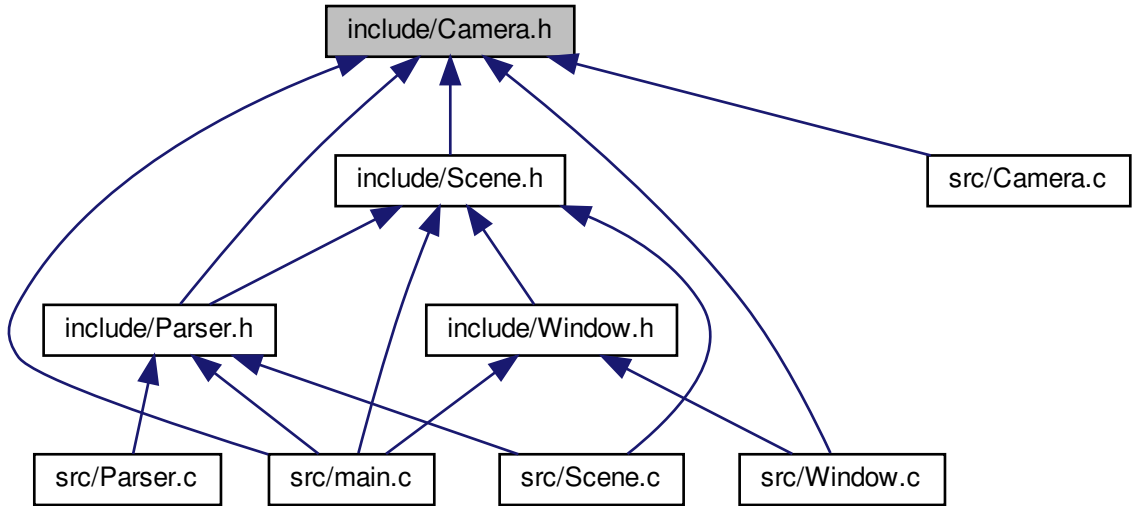 include/Camera.h
include/Scene.h
src/Camera.c
include/Parser.h
include/Window.h
src/Parser.c
src/main.c
src/Scene.c
src/Window.c